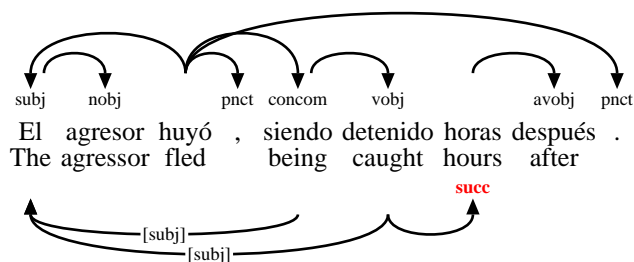 subj nobj pnct concom vobj avobj pnct
El agresor huyó , siendo detenido horas después .
The agressor fled being caught hours after
succ
[subj]
[subj]